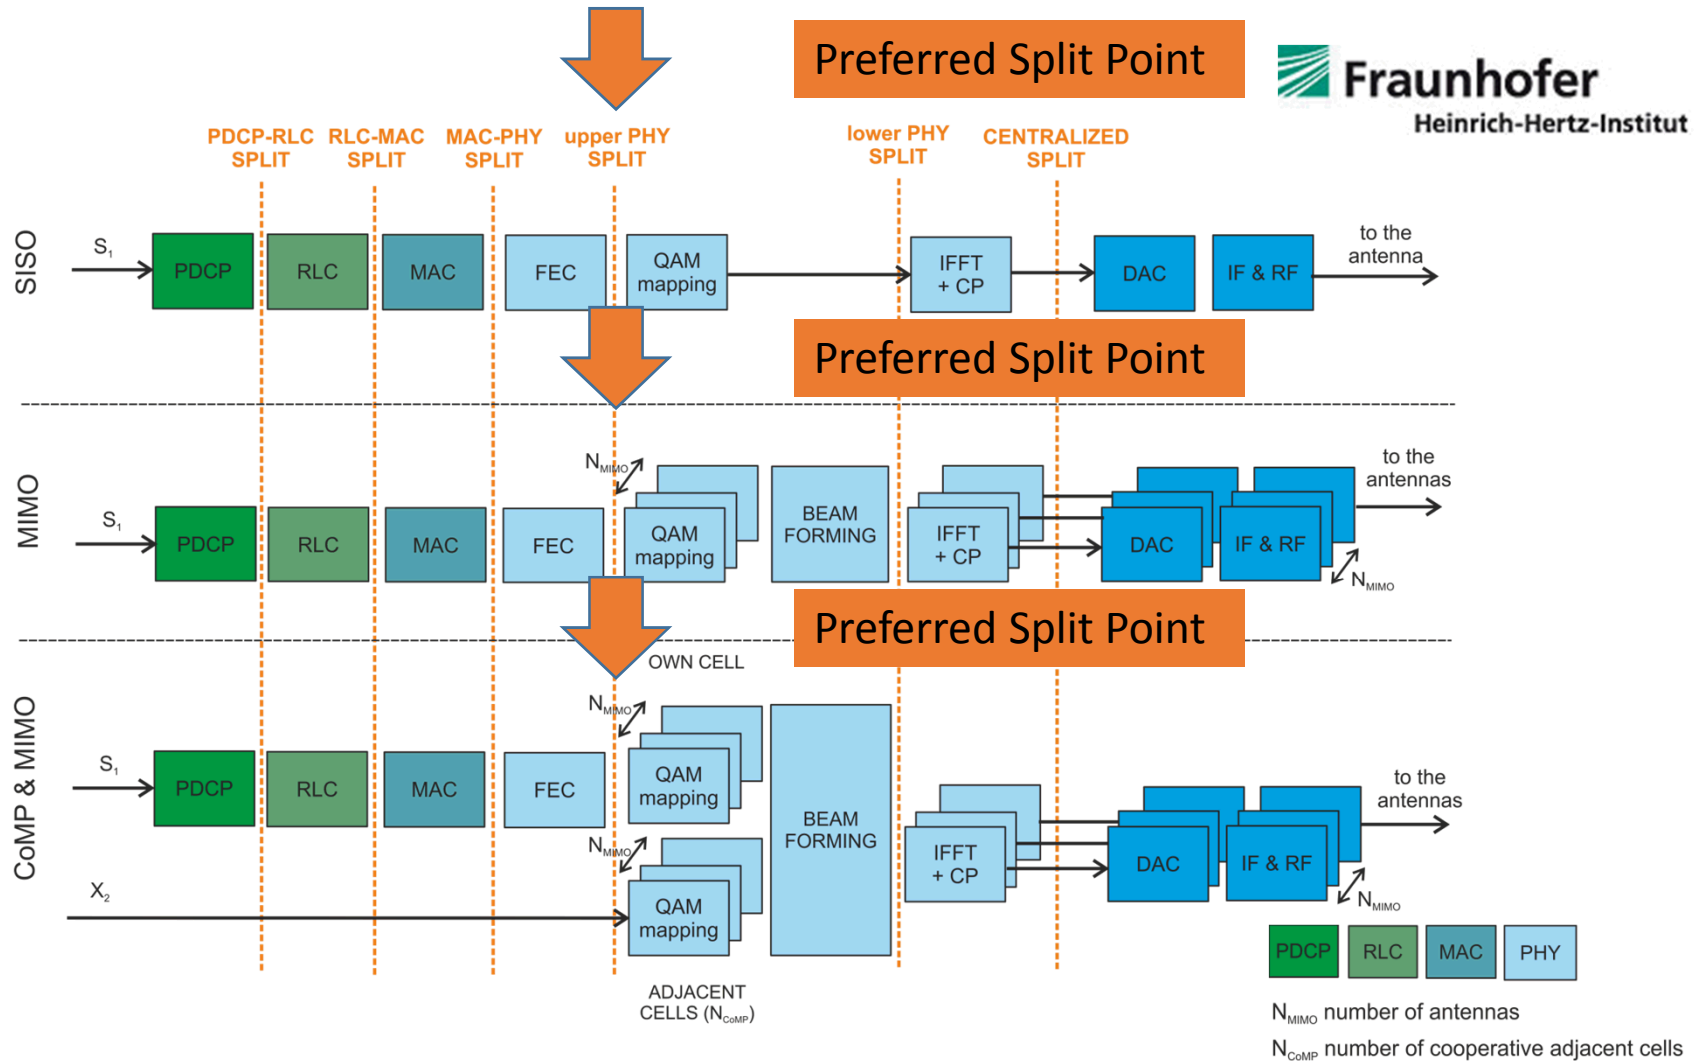 Preferred Split Point
Fraunhofer
Heinrich-Hertz-Institut
PDCP-RLC
SPLIT
RLC-MAC
SPLIT
MAC-PHY
SPLIT
upper PHY
SPLIT
lower PHY
SPLIT
CENTRALIZED
SPLIT
SISO
S1
PDCP
RLC
MAC
FEC
QAM
mapping
IFFT
+ CP
DAC
IF & RF
to the
antenna
Preferred Split Point
MIMO
S1
PDCP
RLC
MAC
FEC
NMIMO
QAM
mapping
BEAM
FORMING
IFFT
+ CP
DAC
IF & RF
NMIMO
to the
antennas
Preferred Split Point
OWN CELL
CoMP & MIMO
S1
PDCP
RLC
MAC
FEC
NMIMO
QAM
mapping
BEAM
FORMING
IFFT
+ CP
DAC
IF & RF
NMIMO
to the
antennas
X2
NMIMO
QAM
mapping
ADJACENT
CELLS (NCoMP)
PDCP
RLC
MAC
PHY
NMIMO number of antennas
NCoMP number of cooperative adjacent cells